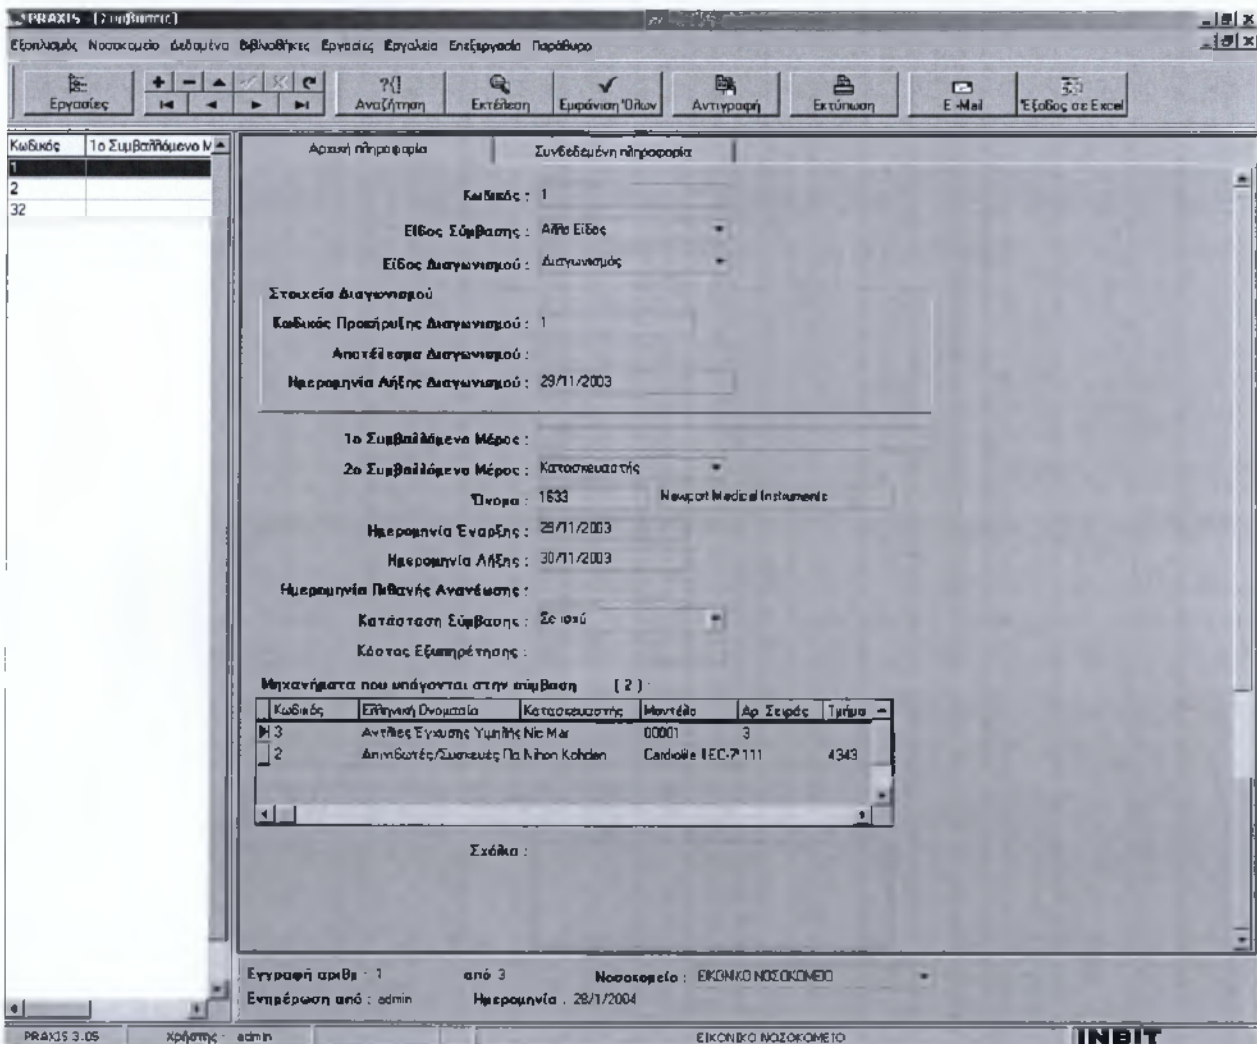 PRAXIS - [Συμβάσεις]
Εξοπλισμός Νοσοκομείο Δεδομένα Βιβλιοθήκες Εργασίες Εργαλεία Επεξεργασία Παράθυρο
Εργασίες Αναζήτηση Εκτέλεση Εμφάνιση Όλων Αντιγραφή Εκτύπωση E-Mail Έξοδος σε Excel
Κωδικός 1ο Συμβαλλόμενο Μ
1
2
32
Αρχική πληροφορία Συνδεδεμένη πληροφορία
Κωδικός : 1
Είδος Σύμβασης : Άλλο Είδος
Είδος Διαγωνισμού : Διαγωνισμός
Στοιχεία Διαγωνισμού
Κωδικός Προκήρυξης Διαγωνισμού : 1
Αποτέλεσμα Διαγωνισμού :
Ημερομηνία Λήξης Διαγωνισμού : 29/11/2003
1ο Συμβαλλόμενο Μέρος :
2ο Συμβαλλόμενο Μέρος : Κατασκευαστής
Όνομα : 1633 Newport Medical Instruments
Ημερομηνία Έναρξης : 29/11/2003
Ημερομηνία Λήξης : 30/11/2003
Ημερομηνία Πιθανής Ανανέωσης :
Κατάσταση Σύμβασης : Σε ισχύ
Κόστος Εξυπηρέτησης :
Μηχανήματα που υπάγονται στην σύμβαση [ 2 ] :
Κωδικός Ελληνική Ονομασία Κατασκευαστής Μοντέλο Αρ. Σειράς Τμήμα
3 Αντλίες Έγχυσης Υψηλής Nic Mar 00001 3
2 Απινιδωτές/Συσκευές Πα Nihon Kohden Cardiolife TEC-7 111 4343
Σχόλια :
Εγγραφή αριθμ : 1 από 3 Νοσοκομείο : ΕΙΚΟΝΙΚΟ ΝΟΣΟΚΟΜΕΙΟ
Ενημέρωση από : admin Ημερομηνία : 28/1/2004
PRAXIS 3.05 Χρήστης : admin ΕΙΚΟΝΙΚΟ ΝΟΣΟΚΟΜΕΙΟ INBIT